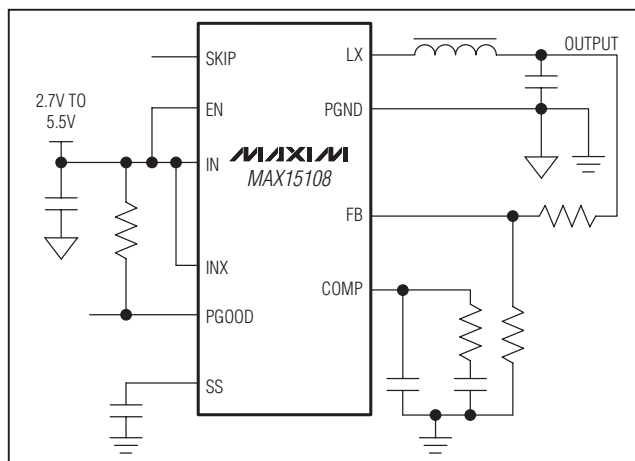 SKIP
LX
OUTPUT
2.7V TO
5.5V
EN
PGND
IN
MAXIM
MAX15108
FB
INX
COMP
PGOOD
SS